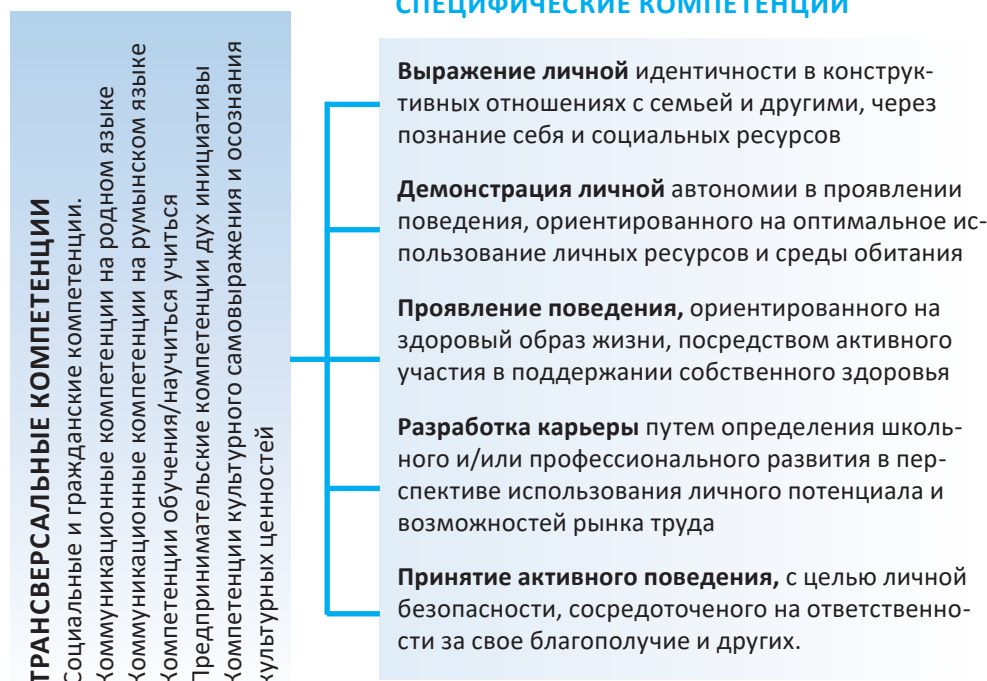 СПЕЦИФИЧЕСКИЕ КОМПЕТЕНЦИИ
ТРАНСВЕРСАЛЬНЫЕ КОМПЕТЕНЦИИ
Социальные и гражданские компетенции.
Коммуникационные компетенции на родном языке
Коммуникационные компетенции на румынском языке
Компетенции обучения/научиться учиться
Предпринимательские компетенции дух инициативы
Компетенции культурного самовыражения и осознания
культурных ценностей
Выражение личной идентичности в конструк-
тивных отношениях с семьей и другими, через
познание себя и социальных ресурсов
Демонстрация личной автономии в проявлении
поведения, ориентированного на оптимальное ис-
пользование личных ресурсов и среды обитания
Проявление поведения, ориентированного на
здоровый образ жизни, посредством активного
участия в поддержании собственного здоровья
Разработка карьеры путем определения школь-
ного и/или профессионального развития в пер-
спективе использования личного потенциала и
возможностей рынка труда
Принятие активного поведения, с целью личной
безопасности, сосредоточенного на ответственно-
сти за свое благополучие и других.